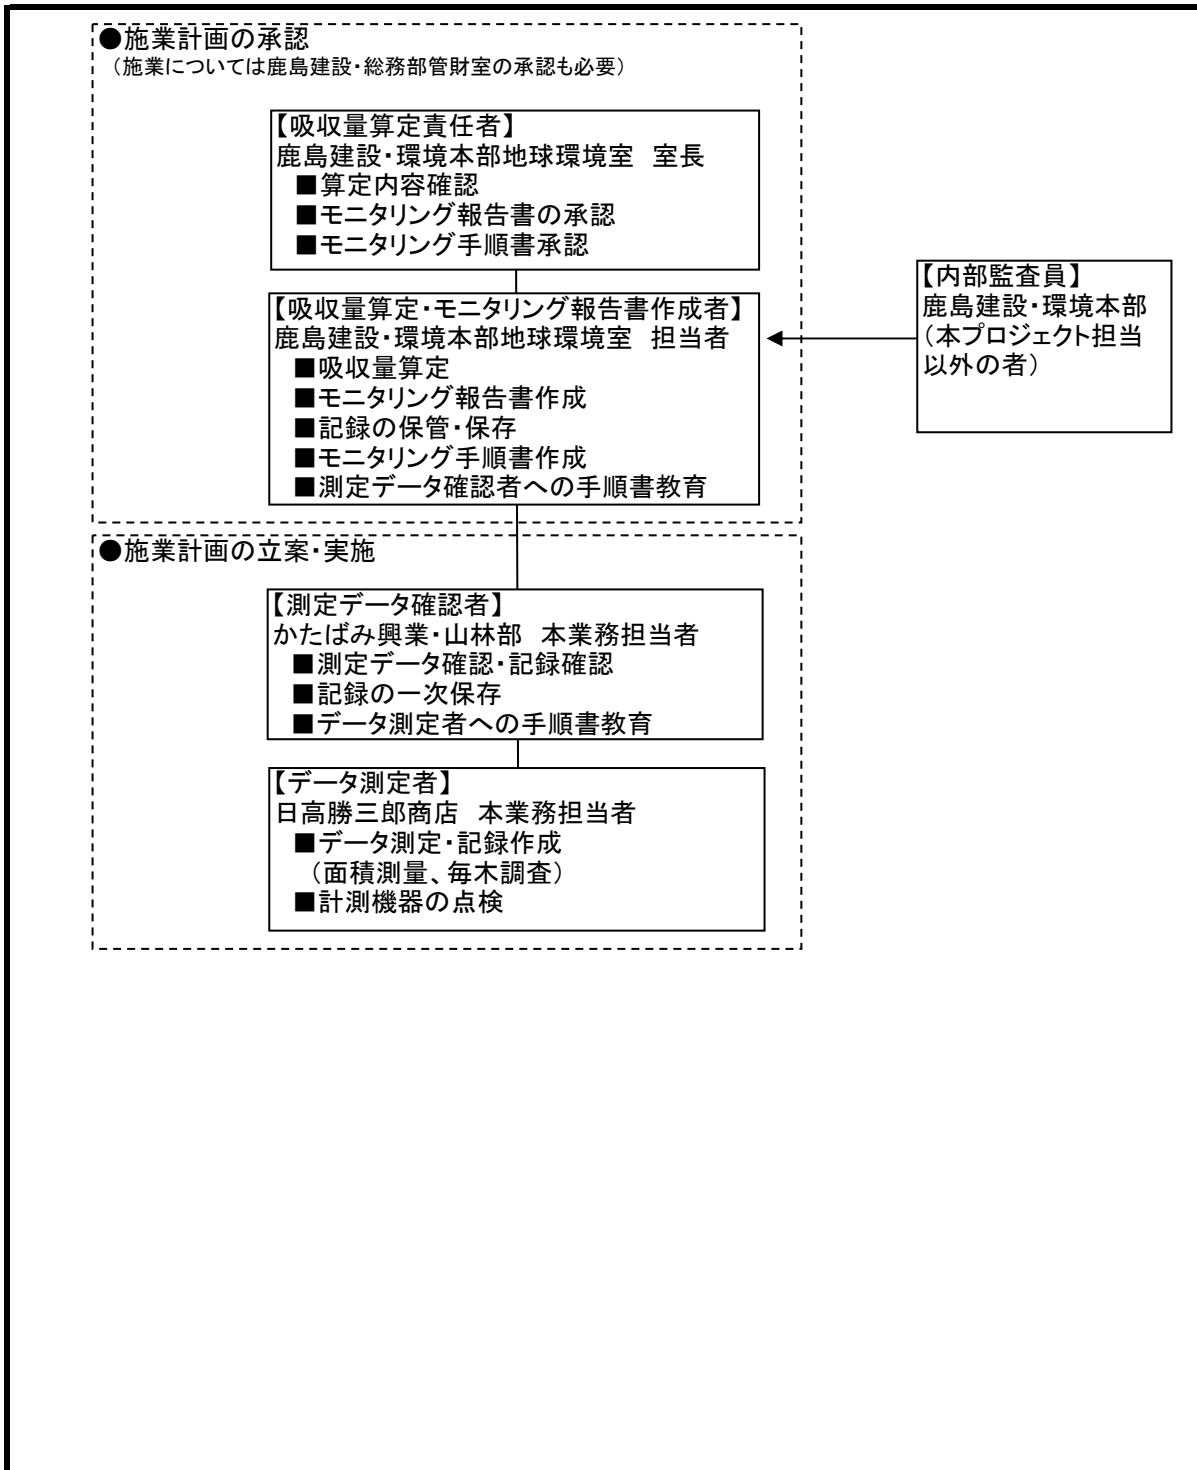 ●施業計画の承認
（施業については鹿島建設・総務部管財室の承認も必要）
【吸収量算定責任者】
鹿島建設・環境本部地球環境室　室長
■算定内容確認
■モニタリング報告書の承認
■モニタリング手順書承認
【吸収量算定・モニタリング報告書作成者】
鹿島建設・環境本部地球環境室　担当者
■吸収量算定
■モニタリング報告書作成
■記録の保管・保存
■モニタリング手順書作成
■測定データ確認者への手順書教育
【内部監査員】
鹿島建設・環境本部
（本プロジェクト担当
以外の者）
●施業計画の立案・実施
【測定データ確認者】
かたばみ興業・山林部　本業務担当者
■測定データ確認・記録確認
■記録の一次保存
■データ測定者への手順書教育
【データ測定者】
日高勝三郎商店　本業務担当者
■データ測定・記録作成
（面積測量、毎木調査）
■計測機器の点検